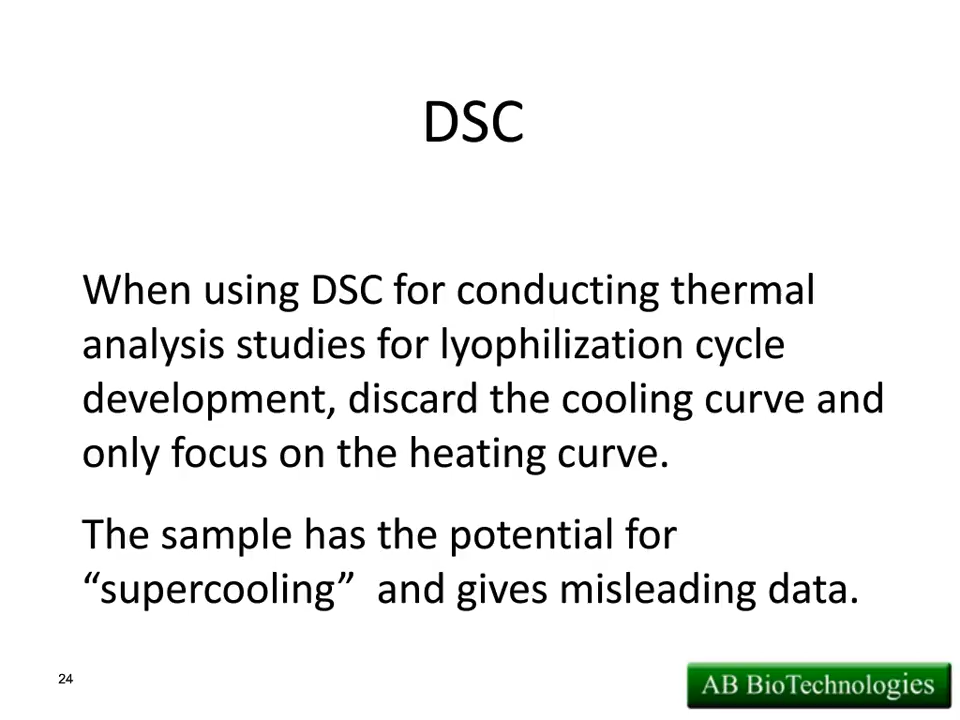 DSC
When using DSC for conducting thermal
analysis studies for lyophilization cycle
development, discard the cooling curve and
only focus on the heating curve.
The sample has the potential for
“supercooling”  and gives misleading data.
24
AB BioTechnologies